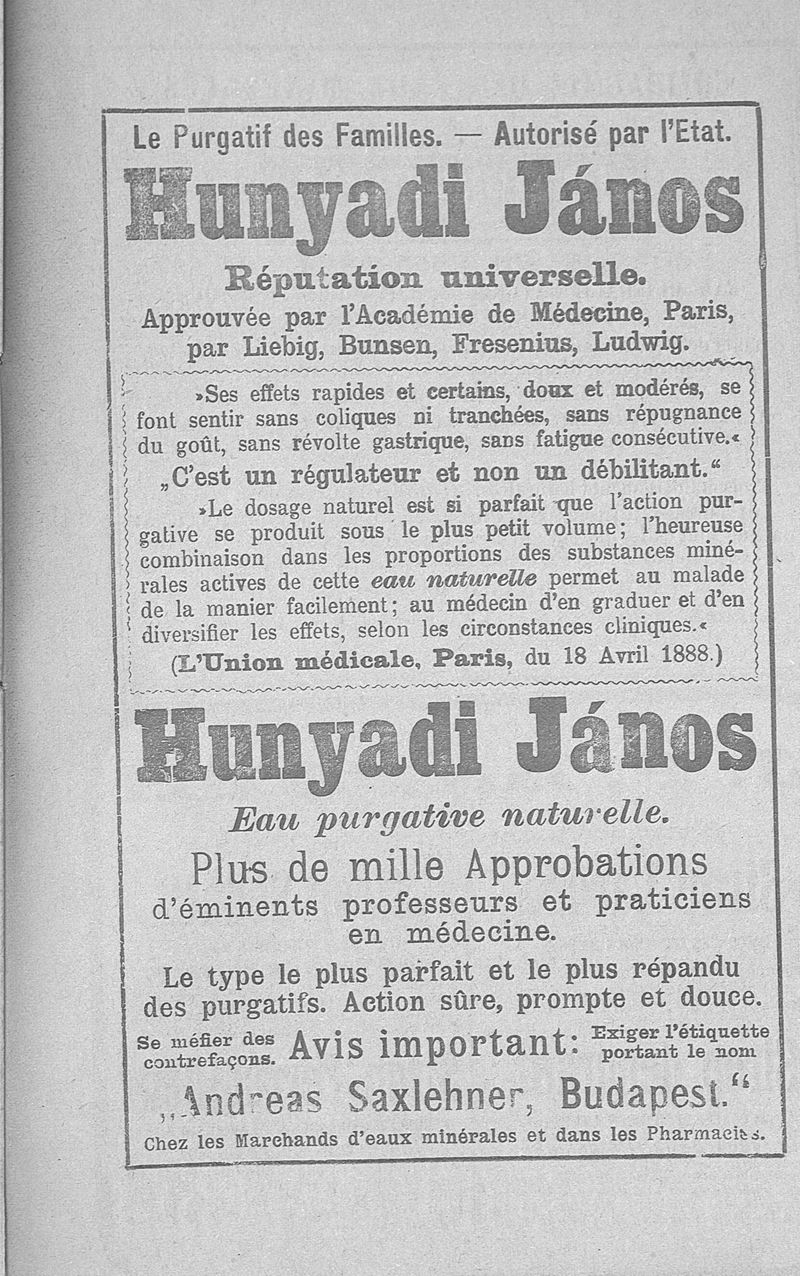 Le Purgatif des Familles. — Autorisé par l'Etat.
Hunyadi János
Réputation universelle.
Approuvée par l'Académie de Médecine, Paris,
par Liebig, Bunsen, Fresenius, Ludwig.
»Ses effets rapides et certains, doux et modérés, se
font sentir sans coliques ni tranchées, sans répugnance
du goût, sans révolte gastrique, sans fatigue consécutive.«
„C'est un régulateur et non un débilitant.“
»Le dosage naturel est si parfait que l'action pur-
gative se produit sous le plus petit volume; l'heureuse
combinaison dans les proportions des substances miné-
rales actives de cette eau naturelle permet au malade
de la manier facilement; au médecin d'en graduer et d'en
diversifier les effets, selon les circonstances cliniques.«
(L'Union médicale, Paris, du 18 Avril 1888.)
Hunyadi János
Eau purgative naturelle.
Plus de mille Approbations
d'éminents professeurs et praticiens
en médecine.
Le type le plus parfait et le plus répandu
des purgatifs. Action sûre, prompte et douce.
Se méfier des contrefaçons. Avis important: Exiger l'étiquette portant le nom
„Andreas Saxlehner, Budapest.“
Chez les Marchands d'eaux minérales et dans les Pharmacies.